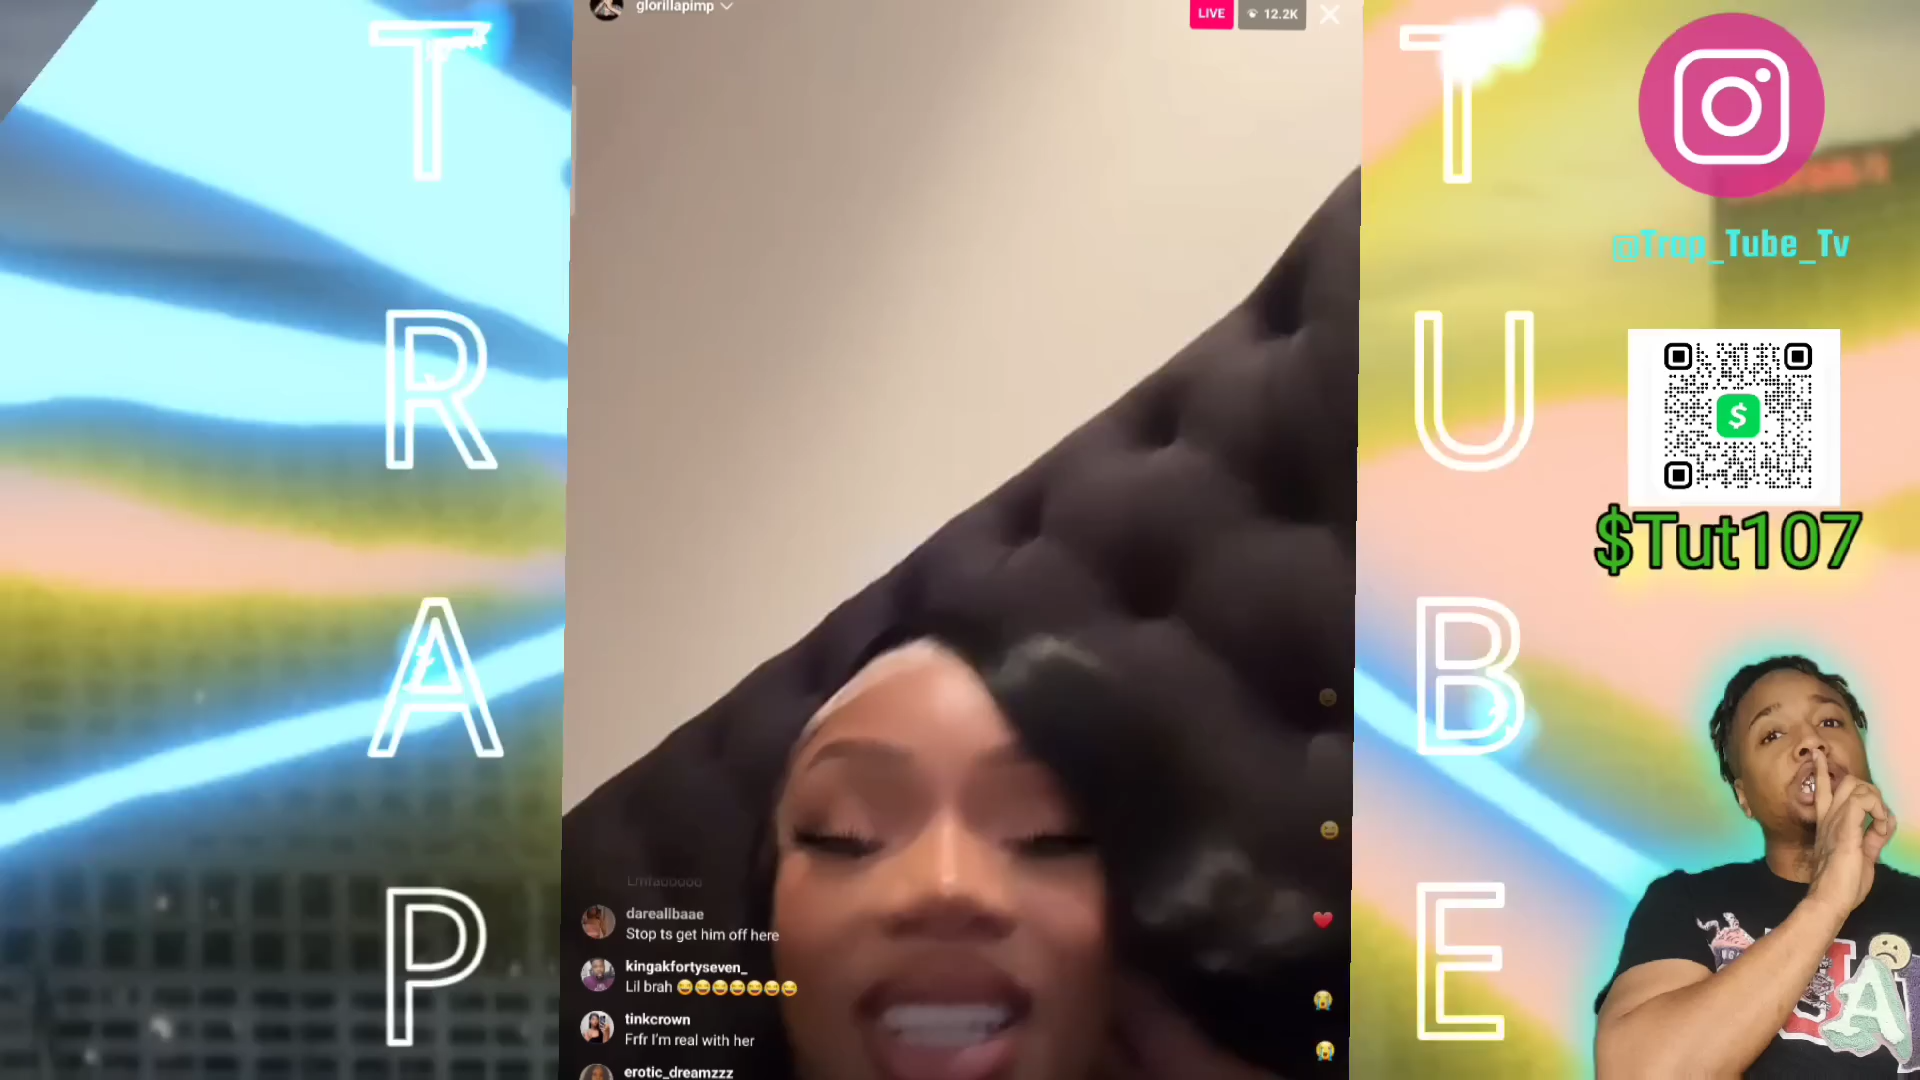 glorillapimp
LIVE
12.2K
T
R
A
P
T
U
B
E
@Trap_Tube_Tv
$
$Tut107
Lmfaooooo
dareallbaae
Stop ts get him off here
kingakfortyseven_
Lil brah 😂😂😂😂😂😂😂
tinkcrown
Frfr I'm real with her
erotic_dreamzzz